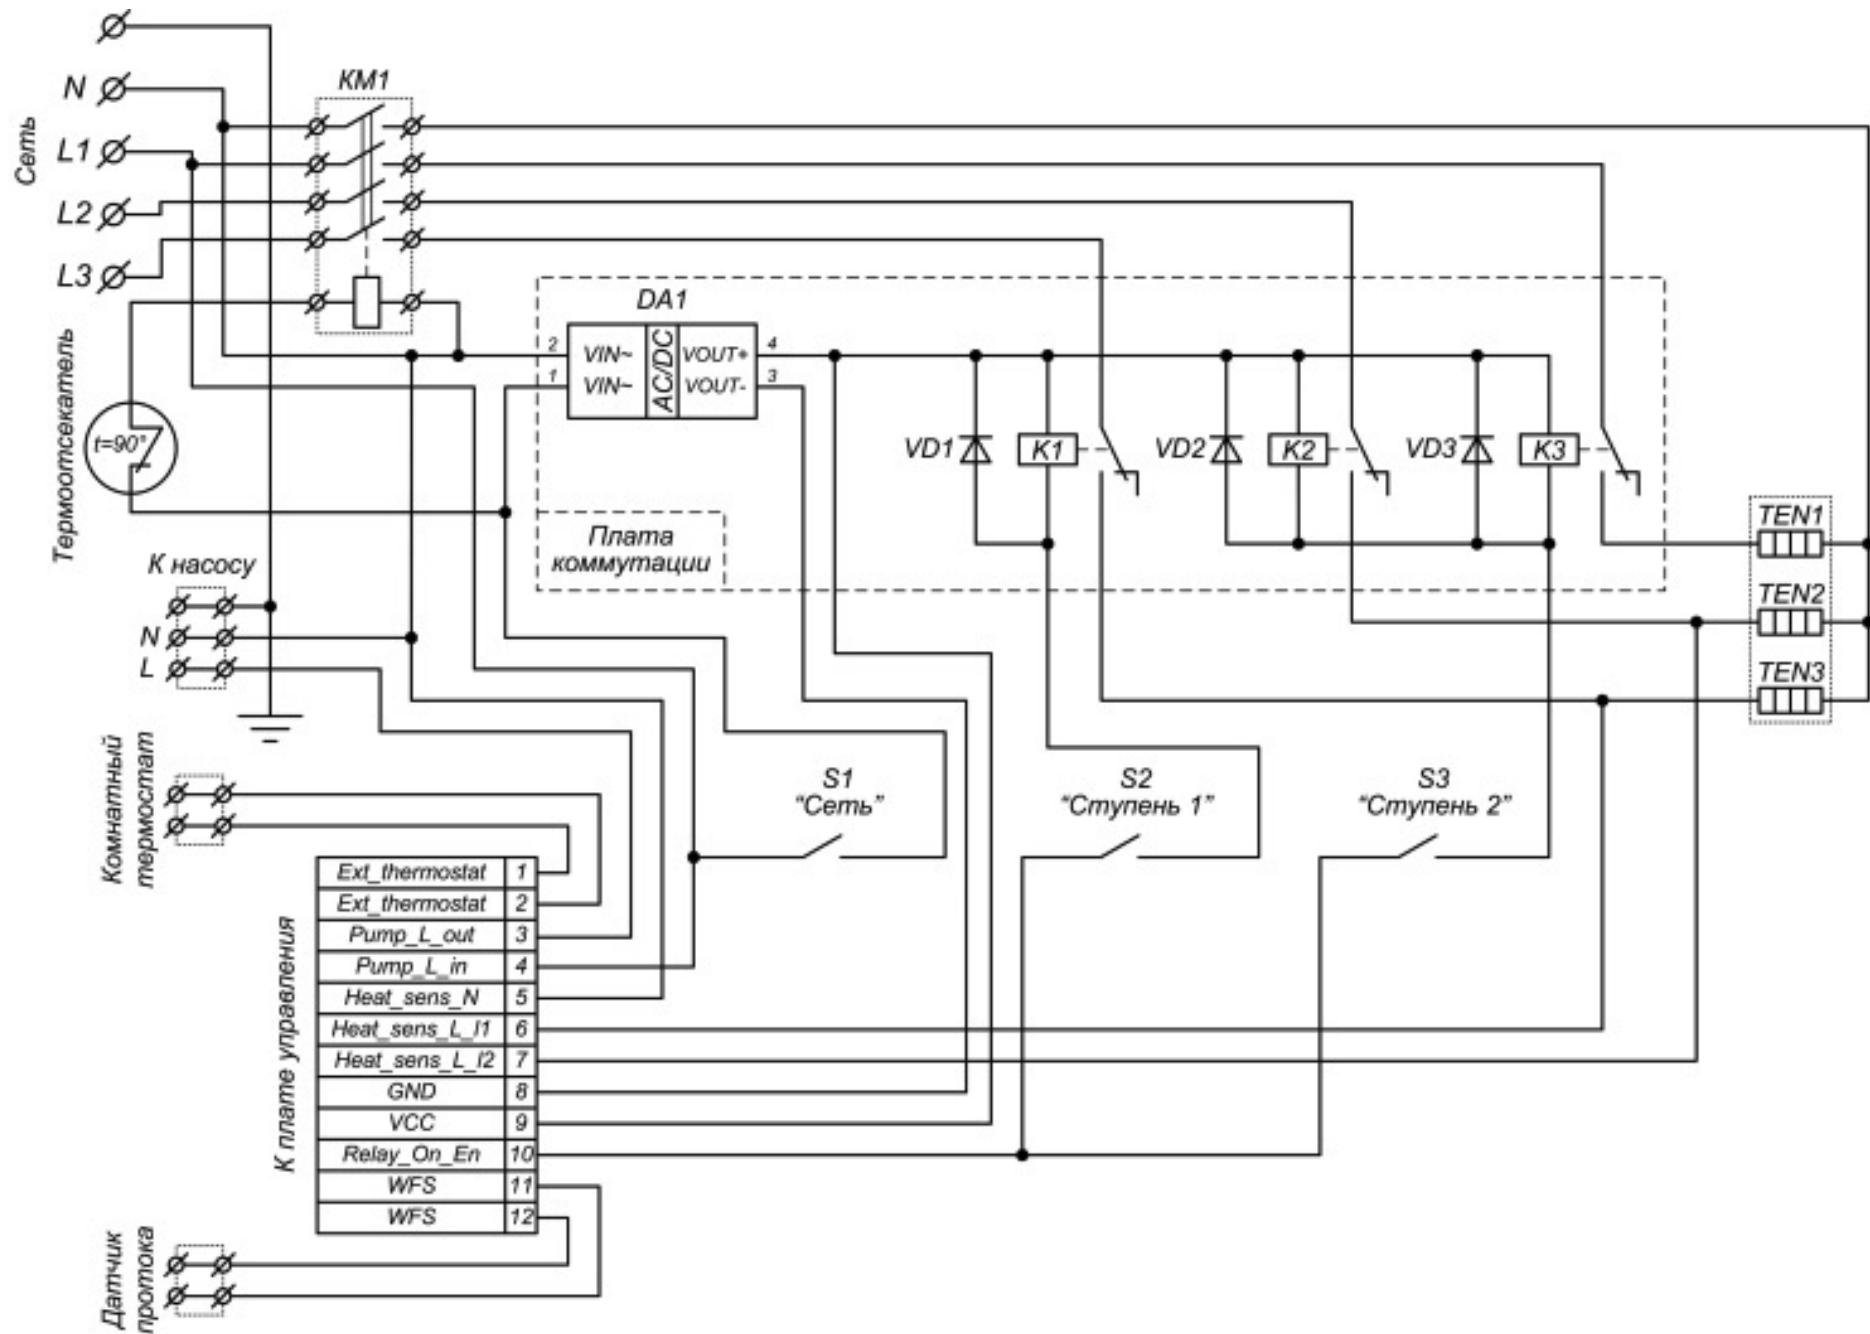 N
KM1
Сеть
L1
L2
L3
Термоотсекатель
t=90°
DA1
2
VIN~
AC/DC
VOUT+
4
1
VIN~
VOUT-
3
VD1
K1
VD2
K2
VD3
K3
Плата
коммутации
TEN1
TEN2
TEN3
К насосу
N
L
Комнатный
термостат
S1
"Сеть"
S2
"Ступень 1"
S3
"Ступень 2"
К плате управления
Ext_thermostat 1
Ext_thermostat 2
Pump_L_out 3
Pump_L_in 4
Heat_sens_N 5
Heat_sens_L_l1 6
Heat_sens_L_l2 7
GND 8
VCC 9
Relay_On_En 10
WFS 11
WFS 12
Датчик
протока